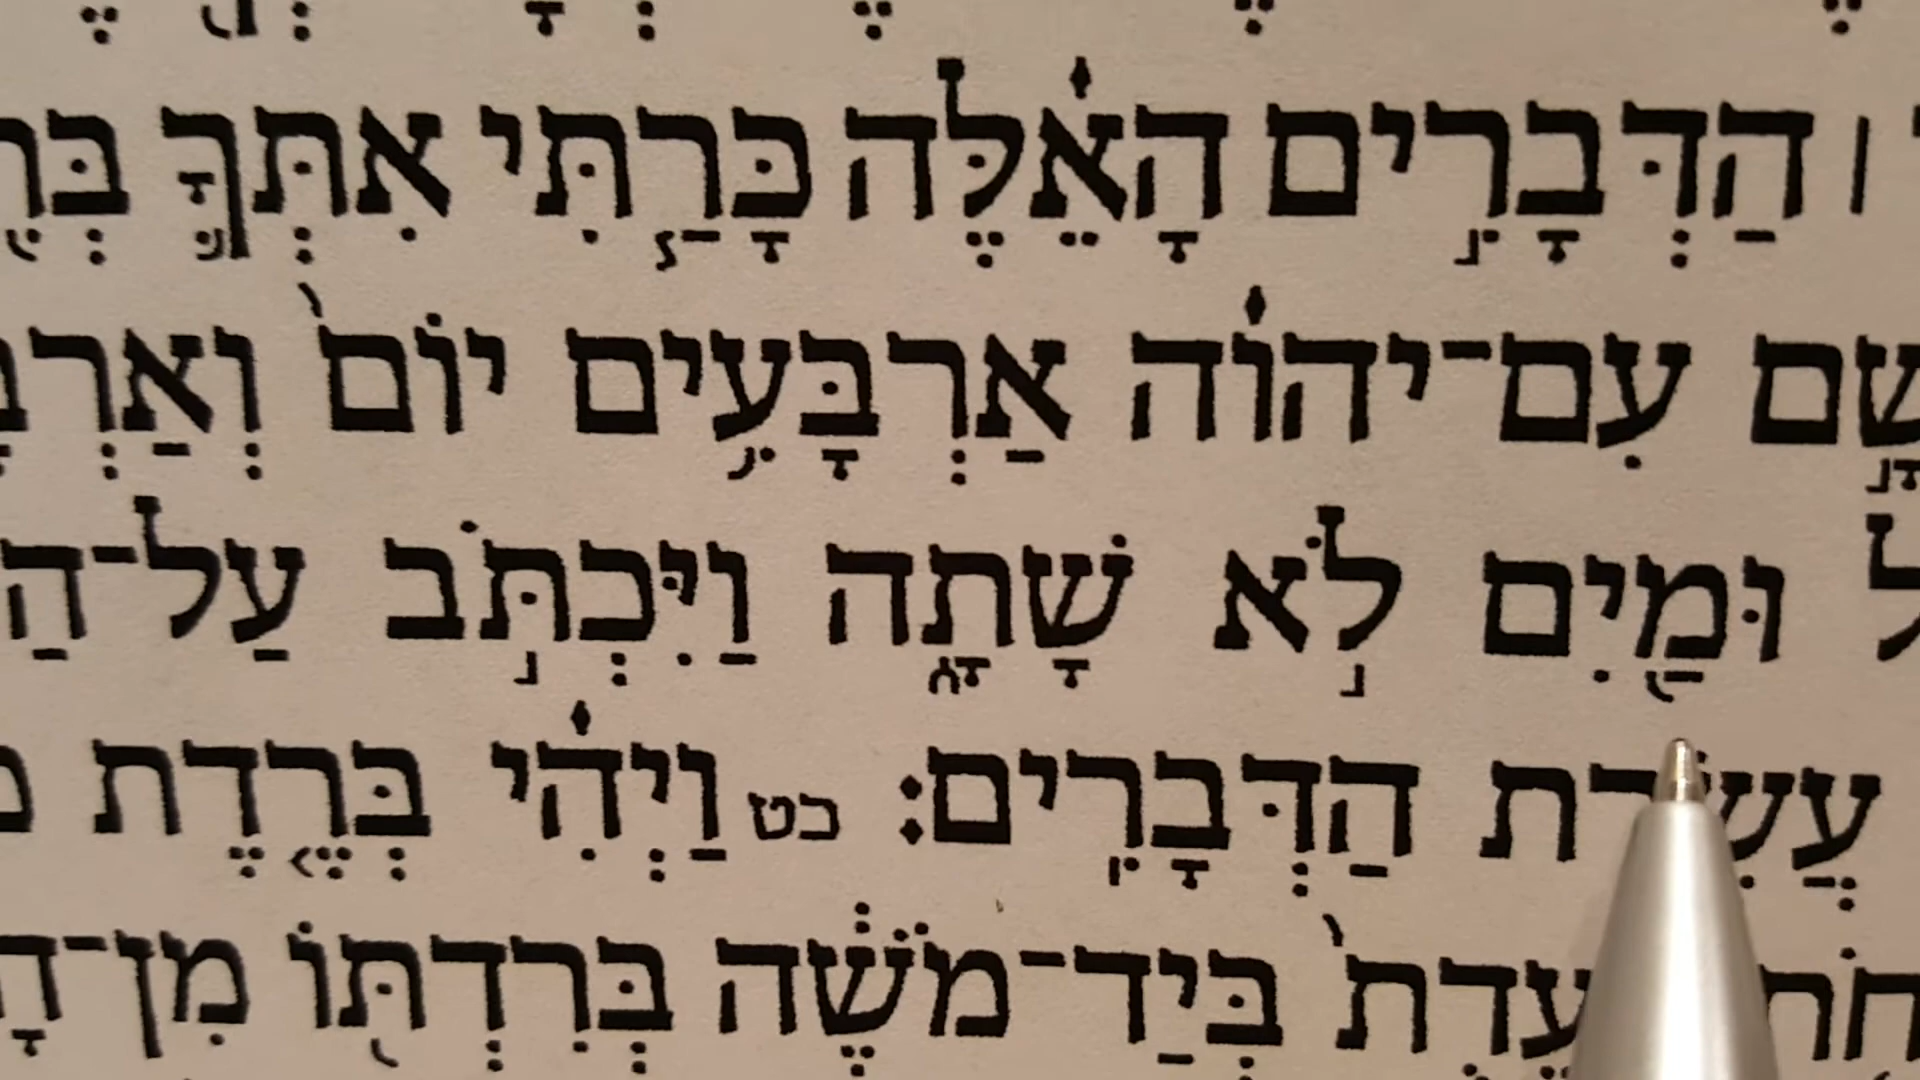 הַדְּבָרִ֣ים הָאֵ֔לֶּה כָּרַ֧תִּי אִתְּךָ֛
שָׁ֣ם עִם־יְהוָ֗ה אַרְבָּעִ֥ים יוֹם֙
וּמַ֖יִם לֹ֣א שָׁתָ֑ה וַיִּכְתֹּ֣ב עַל־
עֲשֶׂ֖רֶת הַדְּבָרִֽים׃ כט וַיְהִ֗י בְּרֶ֤דֶת
בְּיַד־מֹשֶׁ֔ה בְּרִדְתּ֖וֹ מִן־